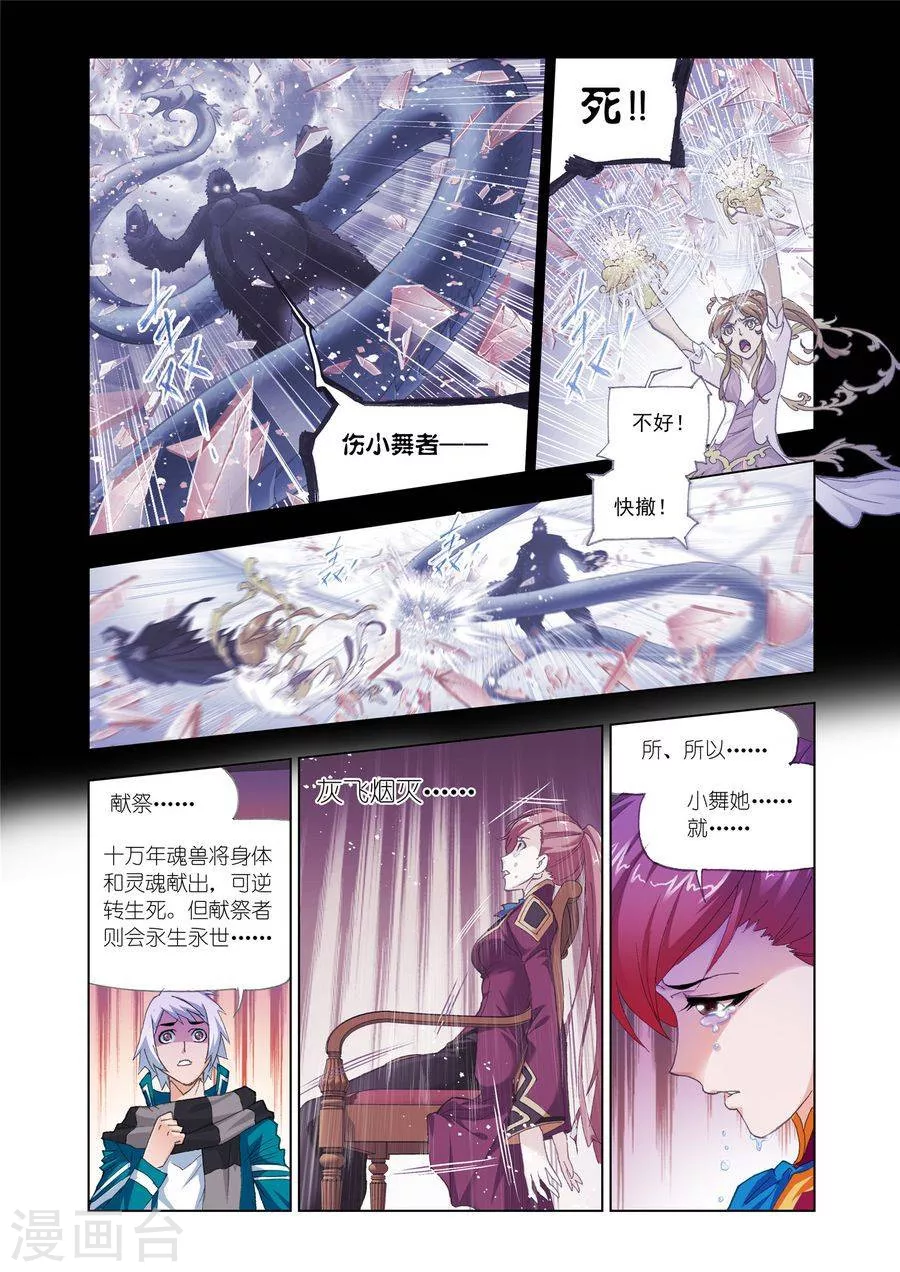 伤小舞者——
死!!
不好！
快撤！
轰
轰
献祭……
十万年魂兽将身体
和灵魂献出，可逆
转生死。但献祭者
则会永生永世……
灰飞烟灭……
所、所以……
小舞她……
就……
漫画台